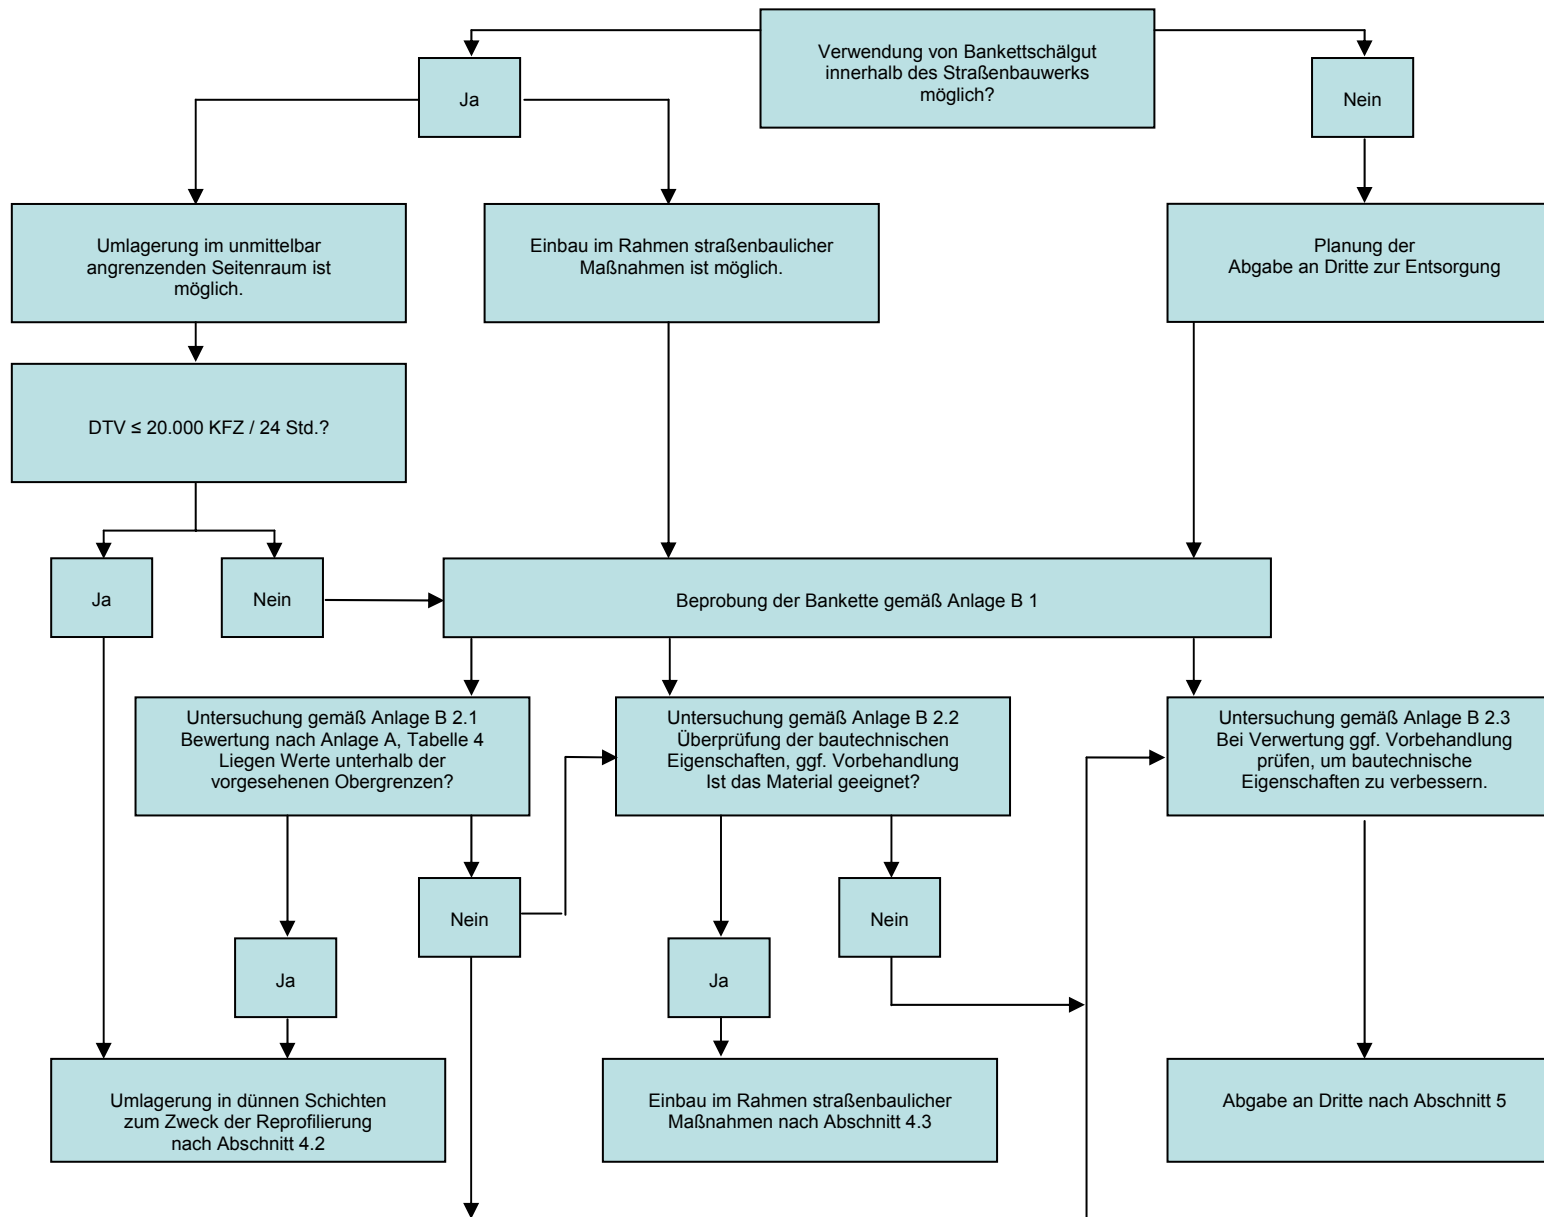 Verwendung von Bankettschälgut
innerhalb des Straßenbauwerks
möglich?
Ja
Nein
Umlagerung im unmittelbar
angrenzenden Seitenraum ist
möglich.
Einbau im Rahmen straßenbaulicher
Maßnahmen ist möglich.
Planung der
Abgabe an Dritte zur Entsorgung
DTV ≤ 20.000 KFZ / 24 Std.?
Ja
Nein
Beprobung der Bankette gemäß Anlage B 1
Untersuchung gemäß Anlage B 2.1
Bewertung nach Anlage A, Tabelle 4
Liegen Werte unterhalb der
vorgesehenen Obergrenzen?
Untersuchung gemäß Anlage B 2.2
Überprüfung der bautechnischen
Eigenschaften, ggf. Vorbehandlung
Ist das Material geeignet?
Untersuchung gemäß Anlage B 2.3
Bei Verwertung ggf. Vorbehandlung
prüfen, um bautechnische
Eigenschaften zu verbessern.
Nein
Nein
Ja
Ja
Umlagerung in dünnen Schichten
zum Zweck der Reprofilierung
nach Abschnitt 4.2
Einbau im Rahmen straßenbaulicher
Maßnahmen nach Abschnitt 4.3
Abgabe an Dritte nach Abschnitt 5